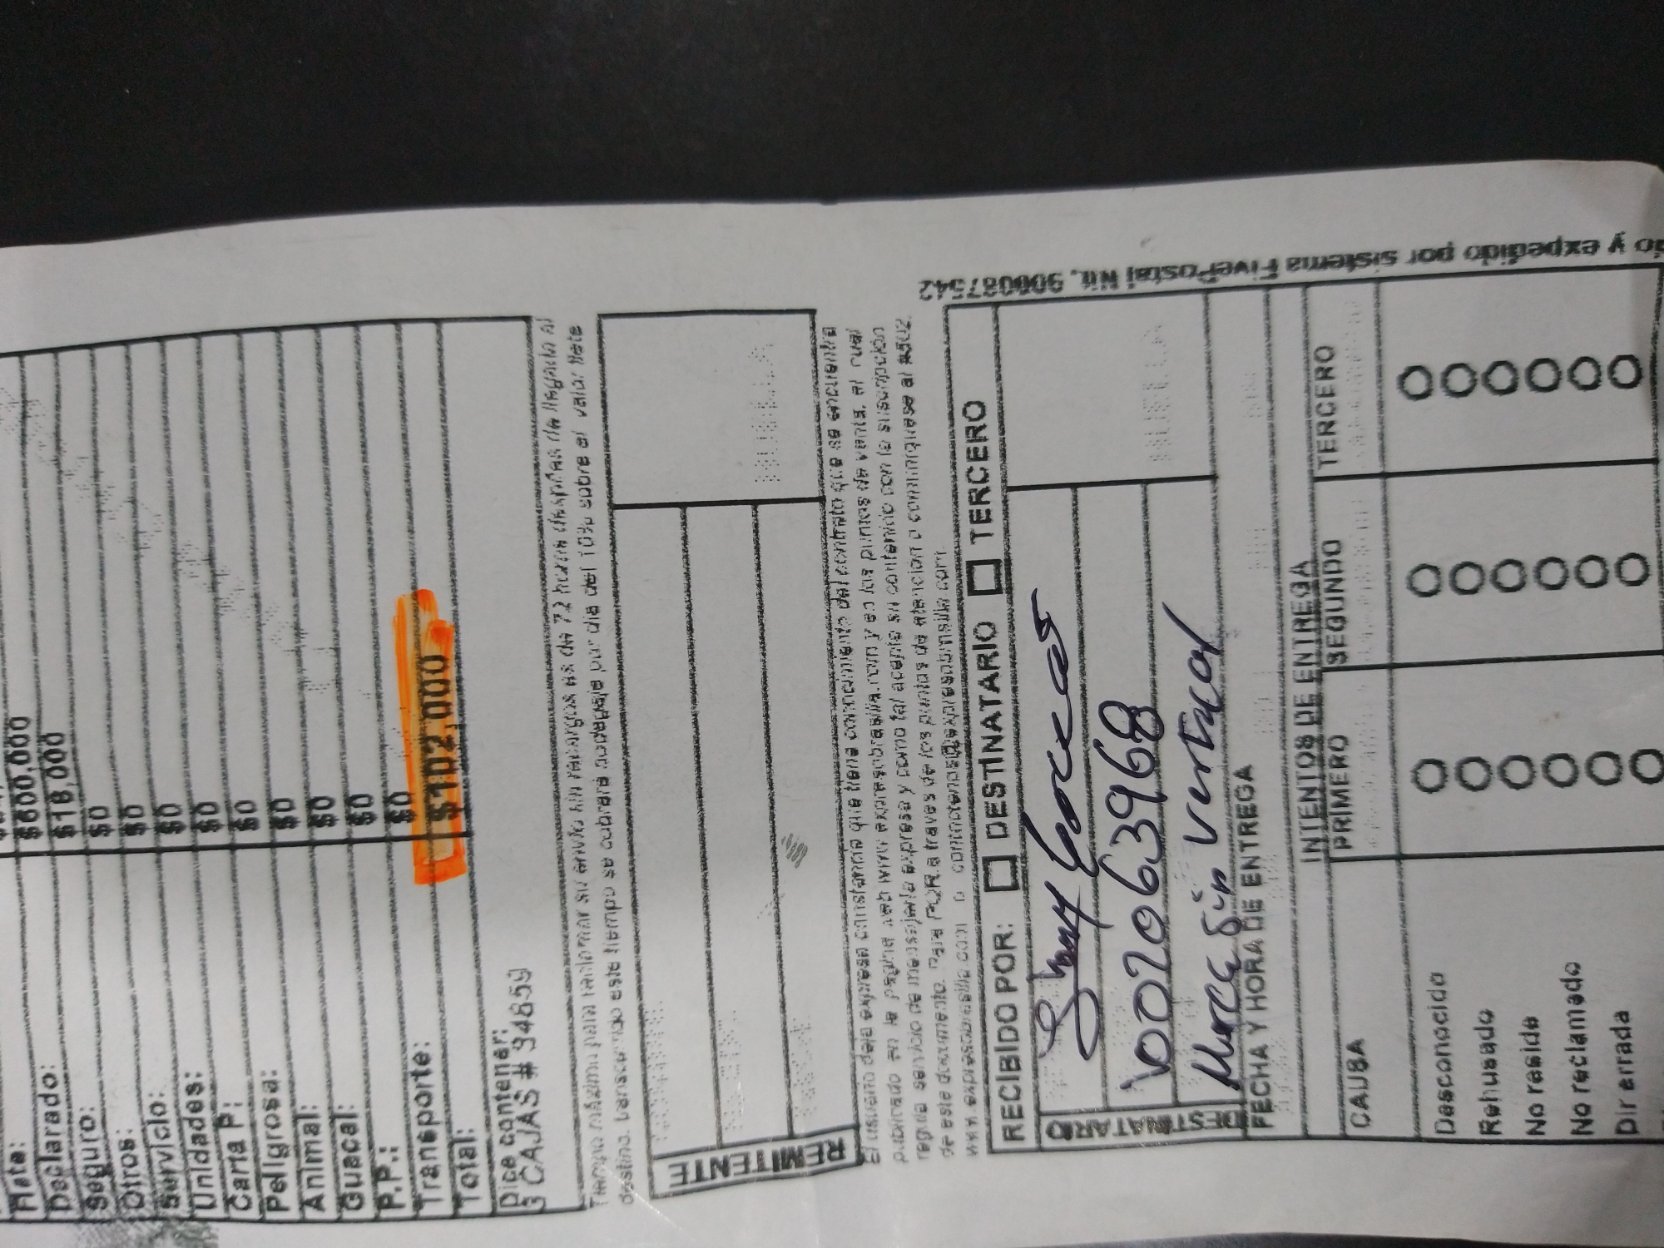 Flete:
Declarado: $600,000
Seguro: $18,000
Otros: $0
Servicio: $0
Unidades: $0
Carta P: $0
Peligrosa: $0
Animal: $0
Guacal: $0
P.P.: $0
Transporte: $0
Total: $102,000
Dice contener:
3 CAJAS # 94859
Tiempo máximo para reclamar su envío sin recargos es de 72 horas después de llegada al
destino, transcurrido este tiempo se cobrará bodegaje por día del 10% sobre el valor flete
REMITENTE
El usuario deja expresa constancia que tiene conocimiento del contrato que se encuentra
publicado en la página web www.expresobrasilia.com y en los puntos de venta, el cual
regula servicio de mensajería expresa y como tal acepta su contenido con la suscripción
de este documento. Para PQR a traves de los puntos de atencion o comuniquese al
www.expresobrasilia.com o
RECIBIDO POR: DESTINATARIO TERCERO
DESTINATARIO
1002063968
FECHA Y HORA DE ENTREGA
INTENTOS DE ENTREGA
CAUSA PRIMERO SEGUNDO TERCERO
Desconocido
Rehusado
No reside
No reclamado
Dir errada
y expedido por sistema FivePostal Nit. 900087542